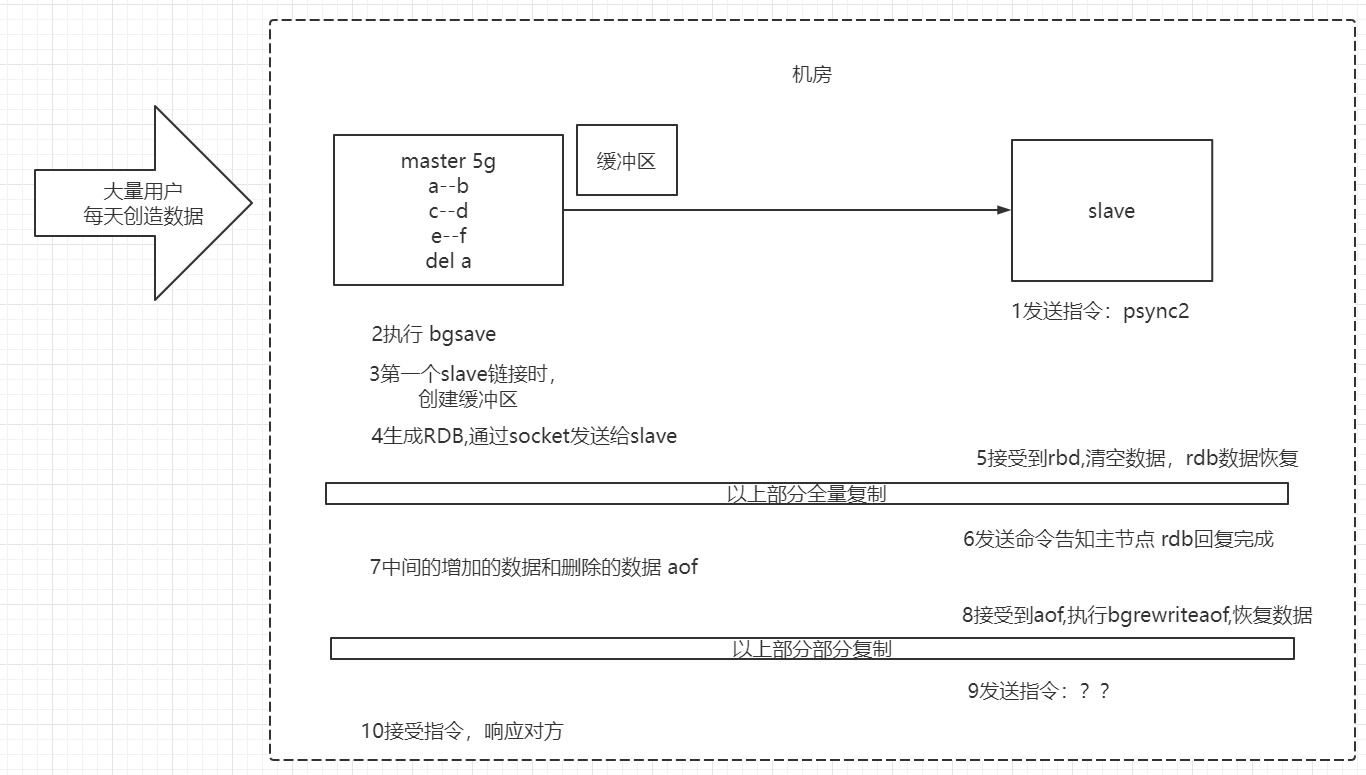 机房
大量用户
每天创造数据
master 5g
a--b
c--d
e--f
del a
缓冲区
slave
1发送指令：psync2
2执行 bgsave
3第一个slave链接时，
创建缓冲区
4生成RDB,通过socket发送给slave
5接受到rbd,清空数据，rdb数据恢复
以上部分全量复制
6发送命令告知主节点 rdb回复完成
7中间的增加的数据和删除的数据 aof
8接受到aof,执行bgrewriteaof,恢复数据
以上部分部分复制
9发送指令：？？
10接受指令，响应对方